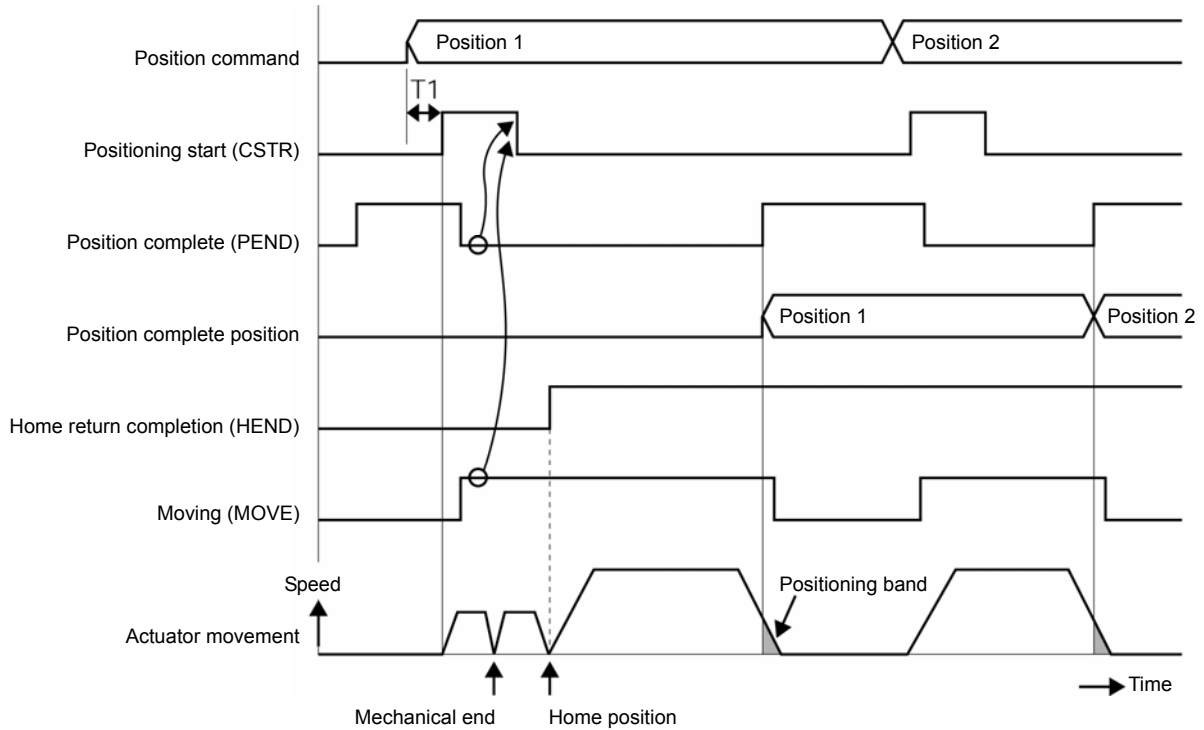 Position command
Position 1
Position 2
T1
Positioning start (CSTR)
Position complete (PEND)
Position complete position
Position 1
Position 2
Home return completion (HEND)
Moving (MOVE)
Speed
Positioning band
Actuator movement
Time
Mechanical end
Home position